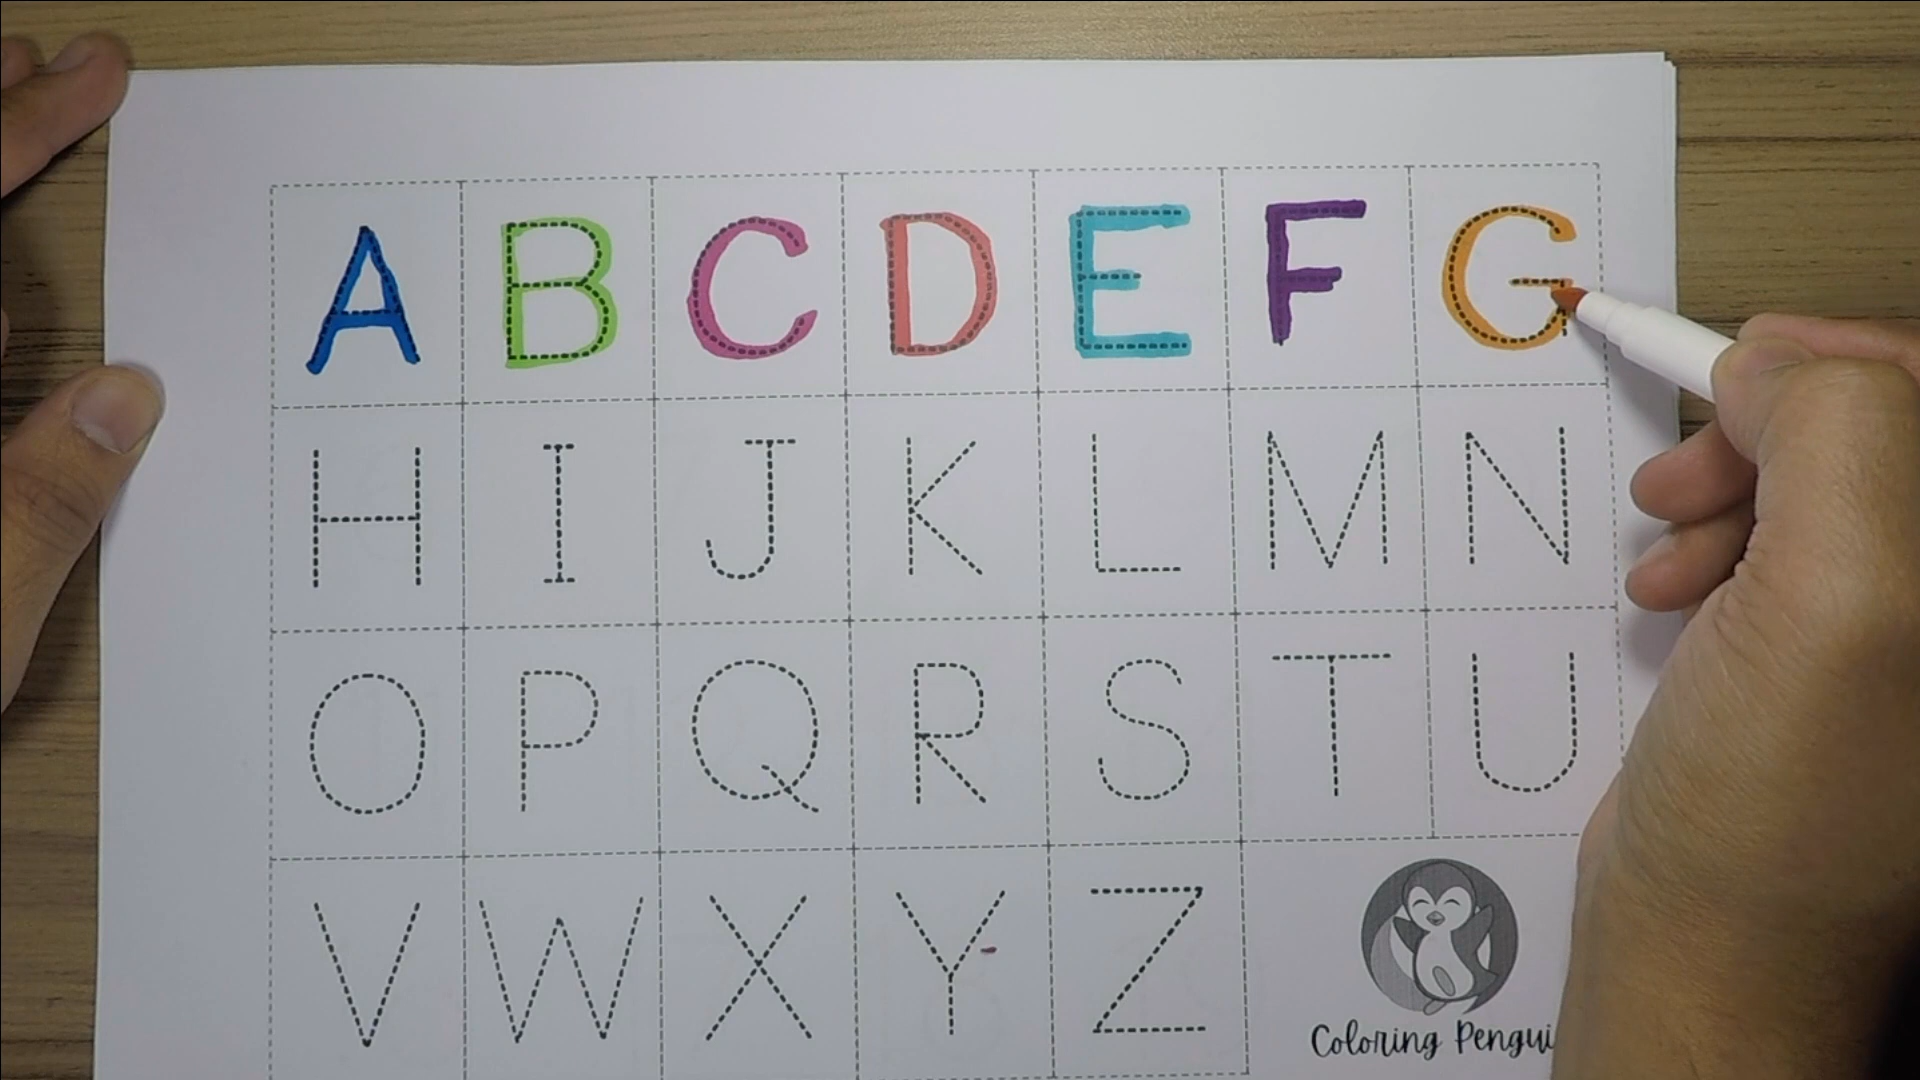 A B C D E F G
H I J K L M N
O P Q R S T U
V W X Y Z
Coloring Pengui